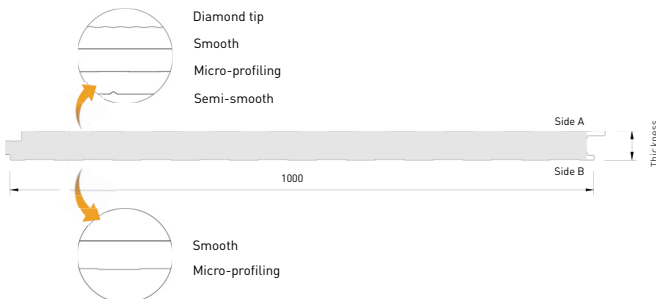 Diamond tip
Smooth
Micro-profiling
Semi-smooth
Side A
Side B
Thickness
1000
Smooth
Micro-profiling